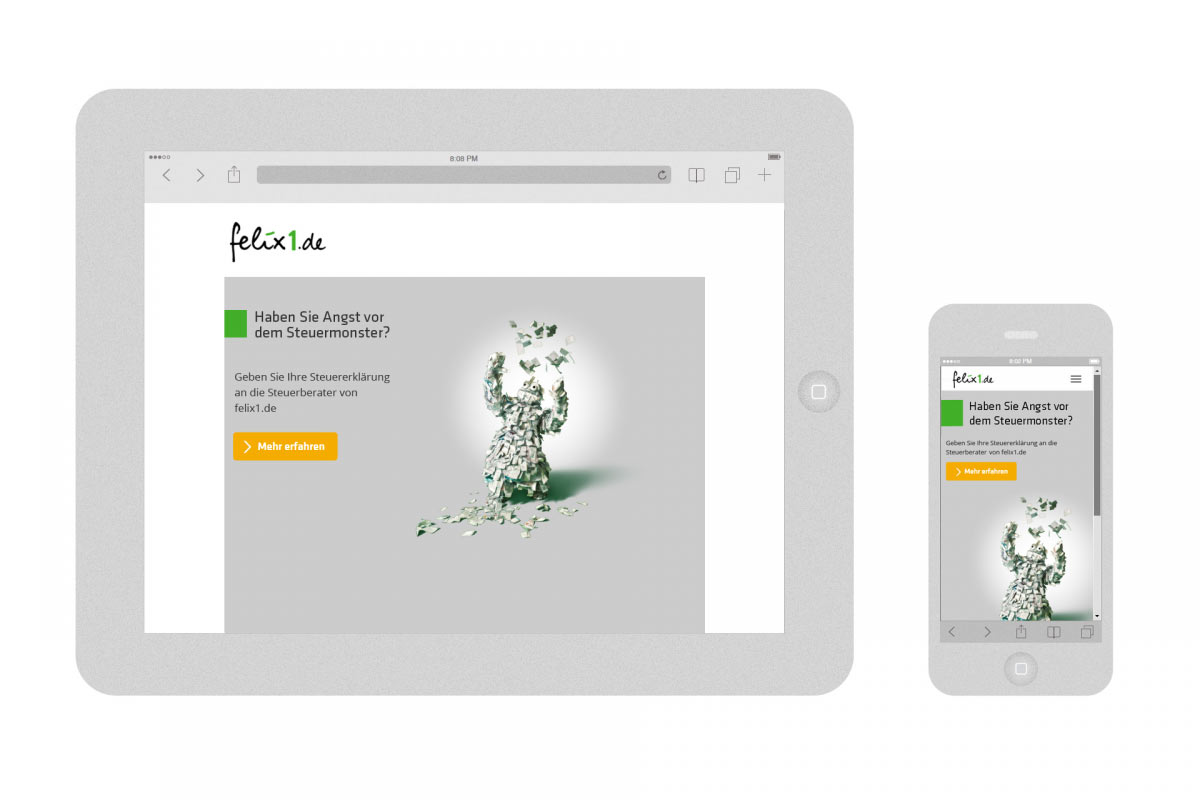 8:08 PM
felix1.de
Haben Sie Angst vor
dem Steuermonster?
Geben Sie Ihre Steuererklärung
an die Steuerberater von
felix1.de
Mehr erfahren
8:08 PM
felix1.de
Haben Sie Angst vor
dem Steuermonster?
Geben Sie Ihre Steuererklärung an die
Steuerberater von felix1.de
Mehr erfahren